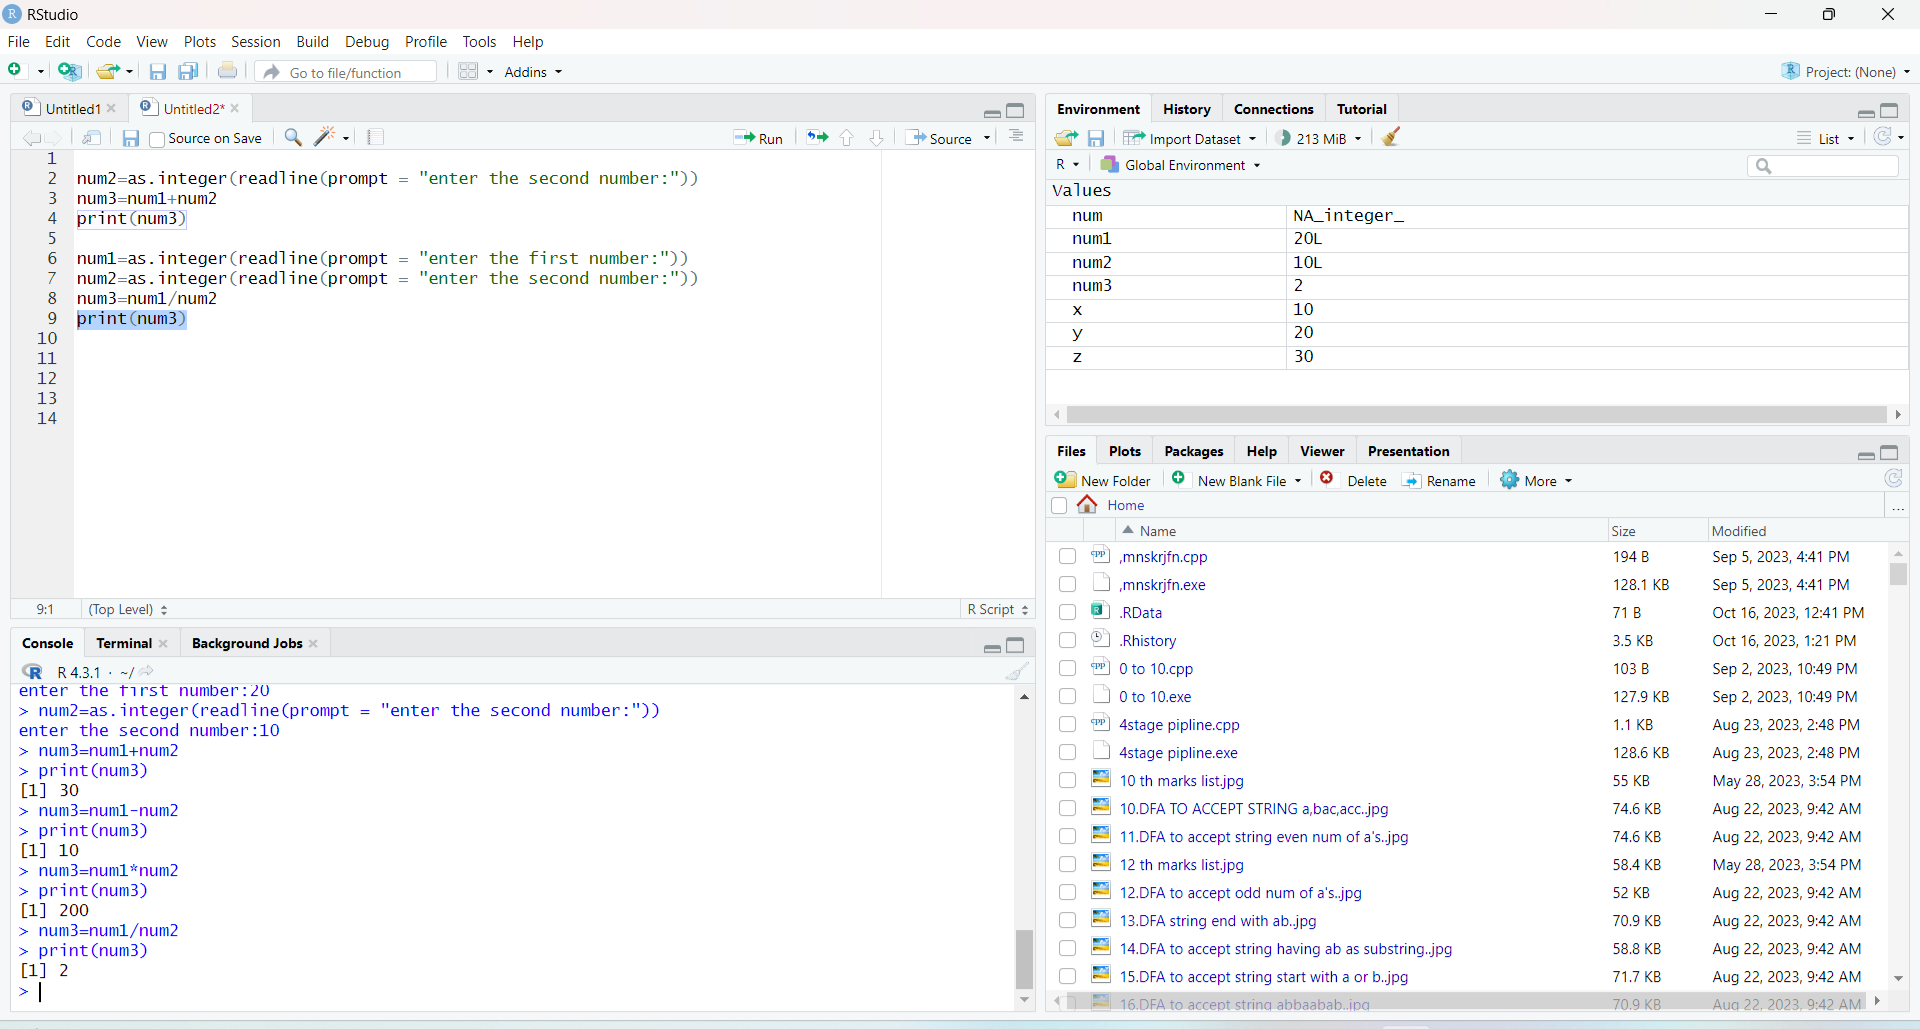 RStudio
File Edit Code View Plots Session Build Debug Profile Tools Help
Go to file/function Addins Project: (None)
Untitled1 Untitled2*
Source on Save Run Source
1
2 num2=as.integer(readline(prompt = "enter the second number:"))
3 num3=num1+num2
4 print(num3)
5
6 num1=as.integer(readline(prompt = "enter the first number:"))
7 num2=as.integer(readline(prompt = "enter the second number:"))
8 num3=num1/num2
9 print(num3)
10
11
12
13
14
9:1 (Top Level) R Script
Console Terminal Background Jobs
R 4.3.1 · ~/
enter the first number:20
> num2=as.integer(readline(prompt = "enter the second number:"))
enter the second number:10
> num3=num1+num2
> print(num3)
[1] 30
> num3=num1-num2
> print(num3)
[1] 10
> num3=num1*num2
> print(num3)
[1] 200
> num3=num1/num2
> print(num3)
[1] 2
>
Environment History Connections Tutorial
Import Dataset 213 MiB List
R Global Environment
Values
num NA_integer_
num1 20L
num2 10L
num3 2
x 10
y 20
z 30
Files Plots Packages Help Viewer Presentation
New Folder New Blank File Delete Rename More
Home ...
Name Size Modified
,mnskrjfn.cpp 194 B Sep 5, 2023, 4:41 PM
,mnskrjfn.exe 128.1 KB Sep 5, 2023, 4:41 PM
.RData 71 B Oct 16, 2023, 12:41 PM
.Rhistory 3.5 KB Oct 16, 2023, 1:21 PM
0 to 10.cpp 103 B Sep 2, 2023, 10:49 PM
0 to 10.exe 127.9 KB Sep 2, 2023, 10:49 PM
4stage pipline.cpp 1.1 KB Aug 23, 2023, 2:48 PM
4stage pipline.exe 128.6 KB Aug 23, 2023, 2:48 PM
10 th marks list.jpg 55 KB May 28, 2023, 3:54 PM
10.DFA TO ACCEPT STRING a,bac,acc..jpg 74.6 KB Aug 22, 2023, 9:42 AM
11.DFA to accept string even num of a's..jpg 74.6 KB Aug 22, 2023, 9:42 AM
12 th marks list.jpg 58.4 KB May 28, 2023, 3:54 PM
12.DFA to accept odd num of a's..jpg 52 KB Aug 22, 2023, 9:42 AM
13.DFA string end with ab..jpg 70.9 KB Aug 22, 2023, 9:42 AM
14.DFA to accept string having ab as substring..jpg 58.8 KB Aug 22, 2023, 9:42 AM
15.DFA to accept string start with a or b..jpg 71.7 KB Aug 22, 2023, 9:42 AM
16.DFA to accept string abbaabab..jpg 70.9 KB Aug 22, 2023, 9:42 AM